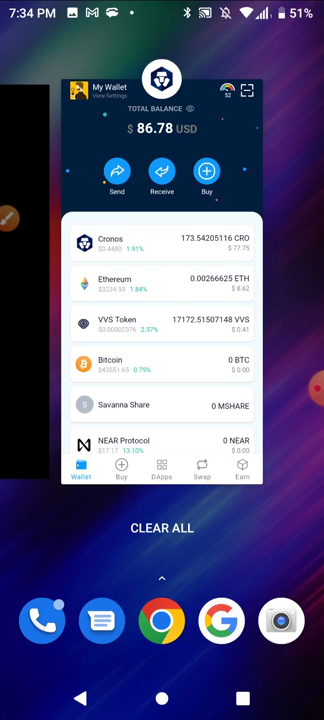 7:34 PM
51%
My Wallet
View Settings
52
TOTAL BALANCE
$ 86.78 USD
Send
Receive
Buy
Cronos
173.54205116 CRO
$0.4480 1.91%
$ 77.75
Ethereum
0.00266625 ETH
$3234.93 1.84%
$ 8.62
VVS Token
17172.51507148 VVS
$0.00002376 2.37%
$ 0.41
Bitcoin
0 BTC
$43551.65 0.79%
$ 0.00
S
Savanna Share
0 MSHARE
NEAR Protocol
0 NEAR
$17.17 13.10%
$ 0.00
Wallet
Buy
DApps
Swap
Earn
CLEAR ALL